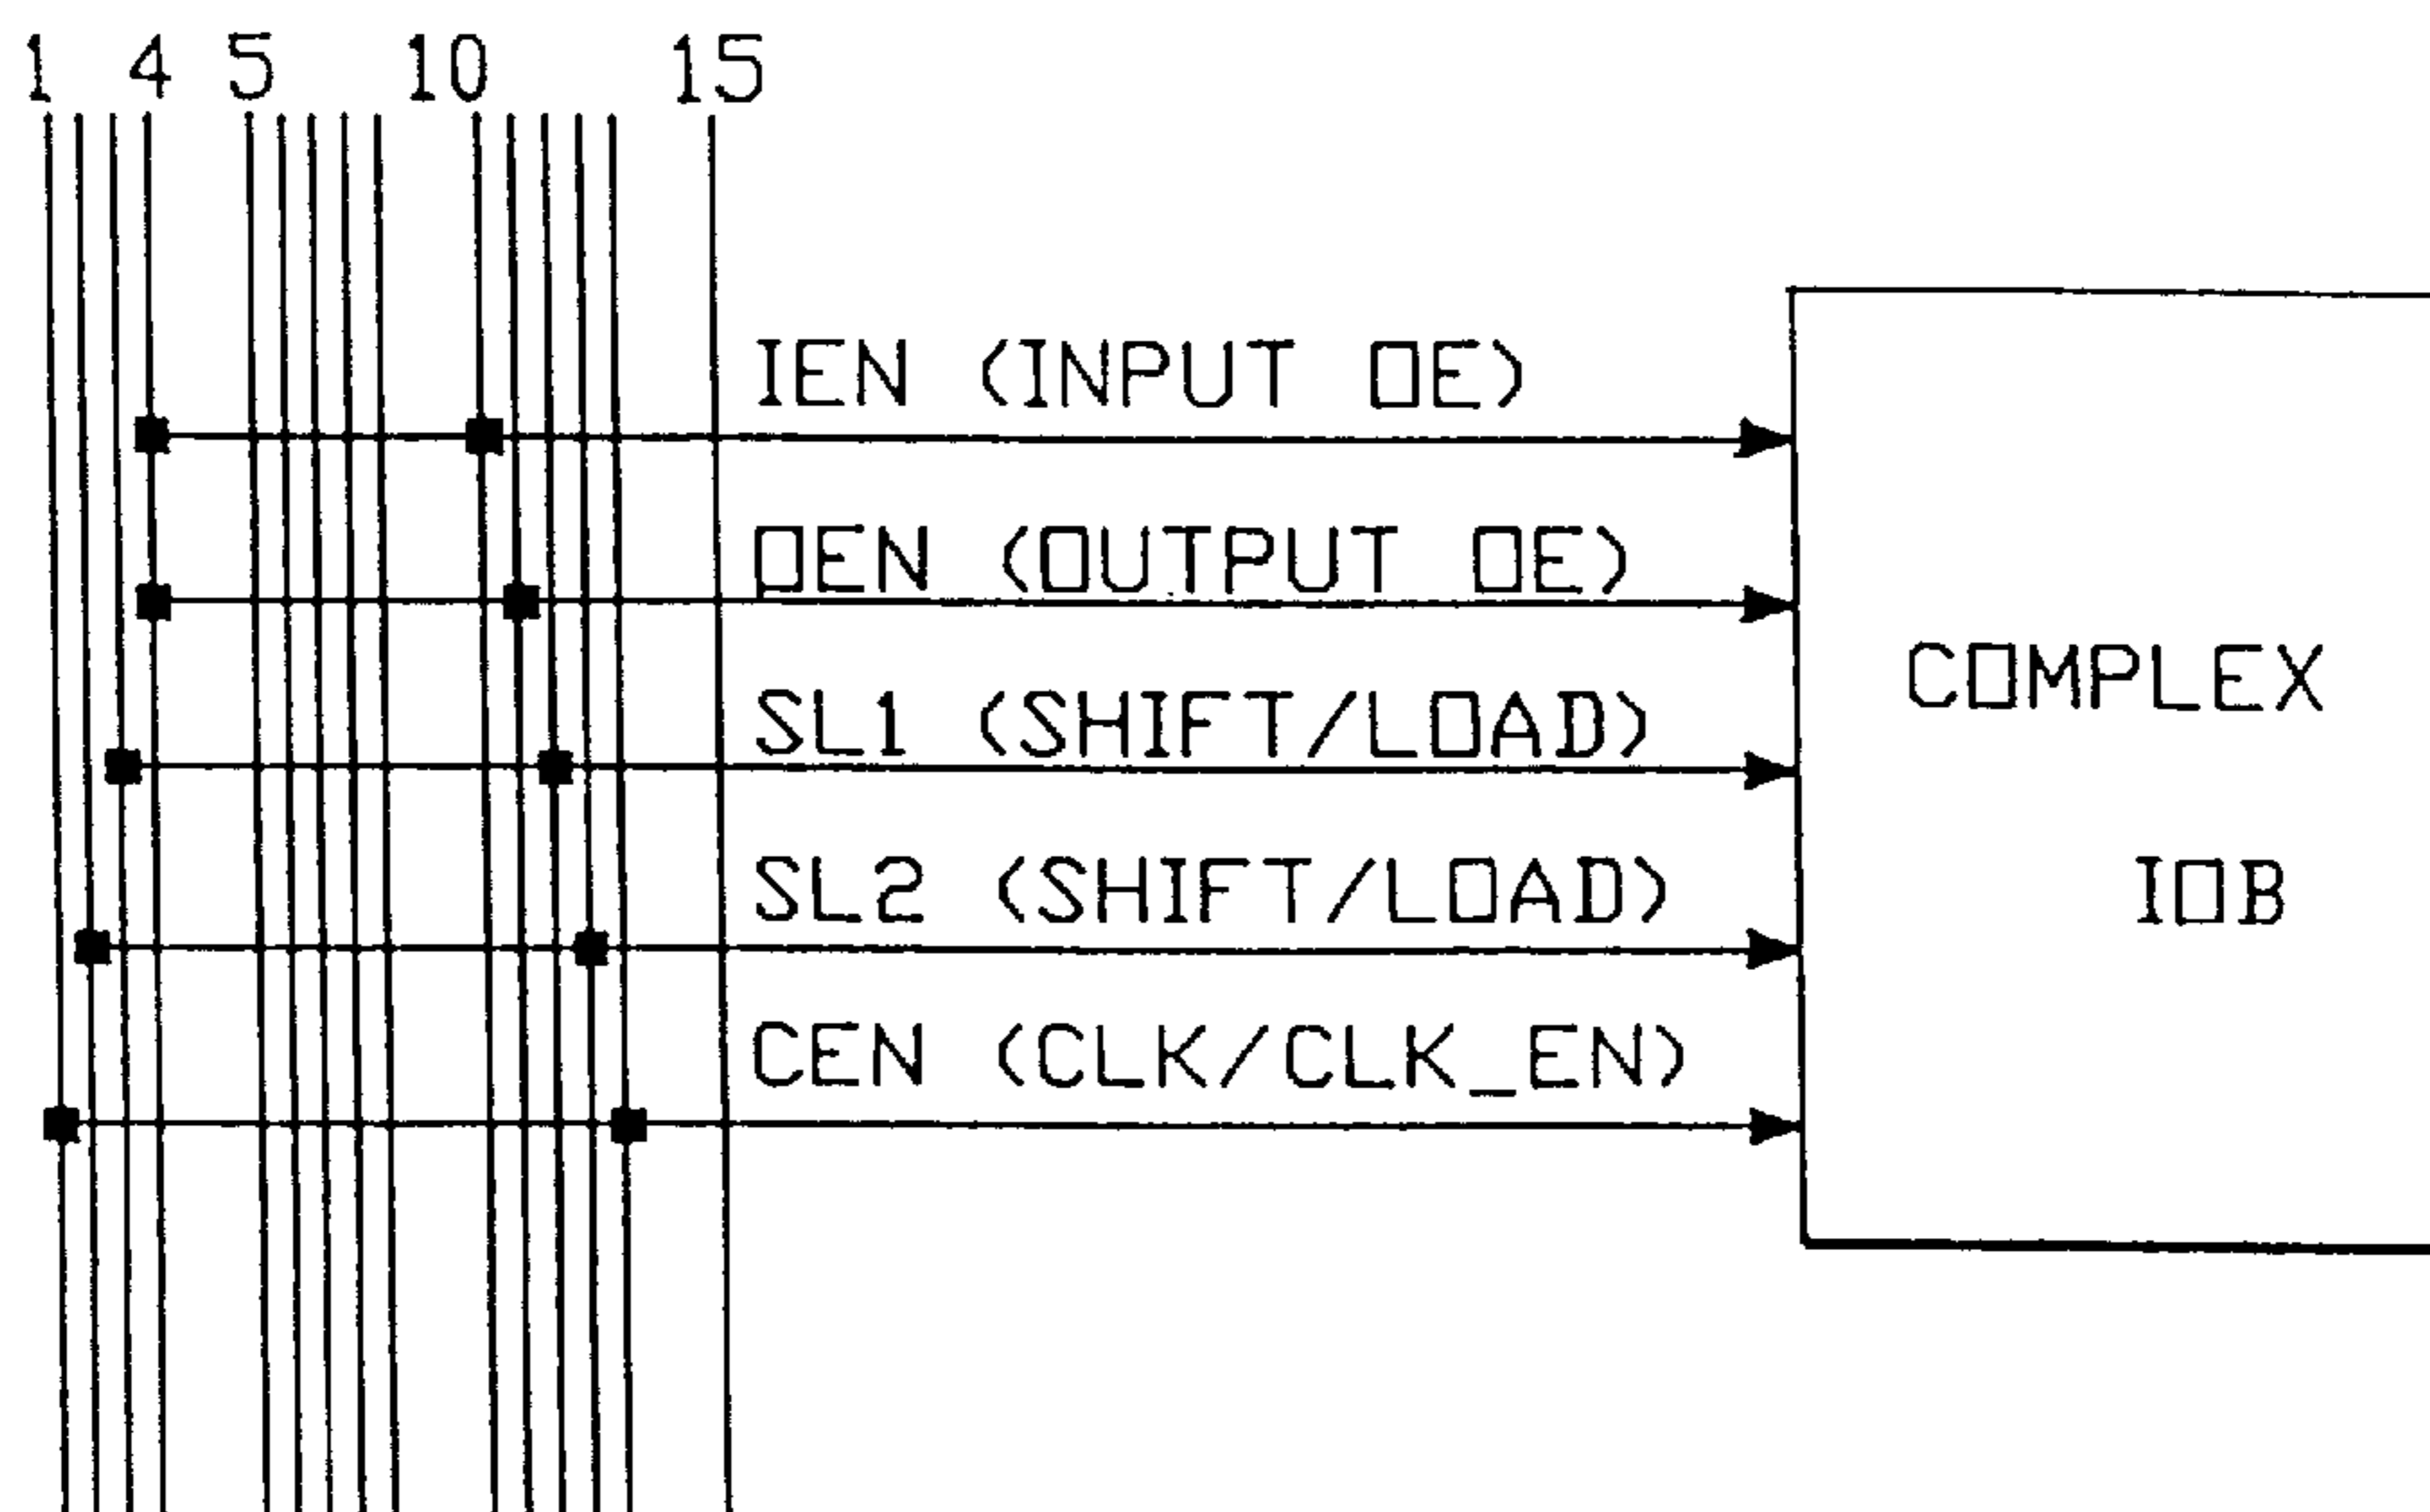 1 4 5 10 15
IEN (INPUT OE)
OEN (OUTPUT OE)
SL1 (SHIFT/LOAD)
SL2 (SHIFT/LOAD)
CEN (CLK/CLK_EN)
COMPLEX
IOB